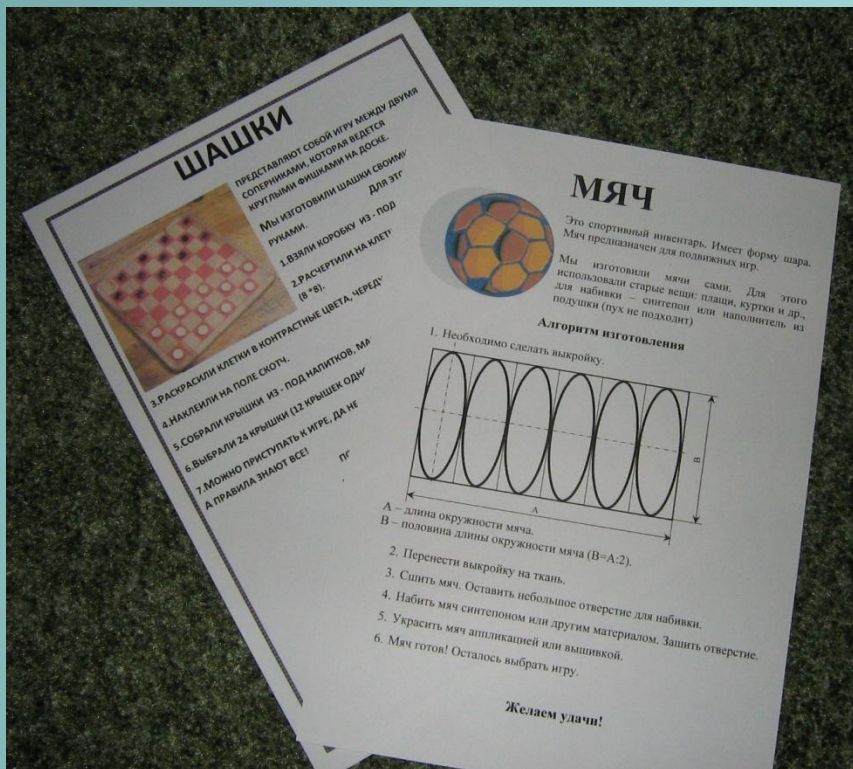 ШАШКИ
ПРЕДСТАВЛЯЮТ СОБОЙ ИГРУ МЕЖДУ ДВУМЯ
СОПЕРНИКАМИ, КОТОРАЯ ВЕДЕТСЯ
КРУГЛЫМИ ФИШКАМИ НА ДОСКЕ.
МЫ ИЗГОТОВИЛИ ШАШКИ СВОИМИ
РУКАМИ. ДЛЯ
1.ВЗЯЛИ КОРОБКУ ИЗ - ПОД
2.РАСЧЕРТИЛИ НА
(8 *8).
3.РАСКРАСИЛИ КЛЕТКИ В КОНТРАСТНЫЕ ЦВЕТА,
4.НАКЛЕИЛИ НА ПОЛЕ СКОТЧ.
5.СОБРАЛИ КРЫШКИ ИЗ - ПОД НАПИТКОВ,
6.ВЫБРАЛИ 24 КРЫШКИ (12 КРЫШЕК
7.МОЖНО ПРИСТУПАТЬ К ИГРЕ, ДА НЕ
А ПРАВИЛА ЗНАЮТ ВСЕ!
МЯЧ
Это спортивный инвентарь. Имеет форму шара.
Мяч предназначен для подвижных игр.
Мы изготовили мячи сами. Для этого
использовали старые вещи: плащи, куртки и др.,
для набивки – синтепон или наполнитель из
подушки (пух не подходит)
Алгоритм изготовления
1. Необходимо сделать выкройку.
В
А
А – длина окружности мяча.
В – половина длины окружности мяча (В=А:2).
2. Перенести выкройку на ткань.
3. Сшить мяч. Оставить небольшое отверстие для набивки.
4. Набить мяч синтепоном или другим материалом. Зашить отверстие.
5. Украсить мяч аппликацией или вышивкой.
6. Мяч готов! Осталось выбрать игру.
Желаем удачи!